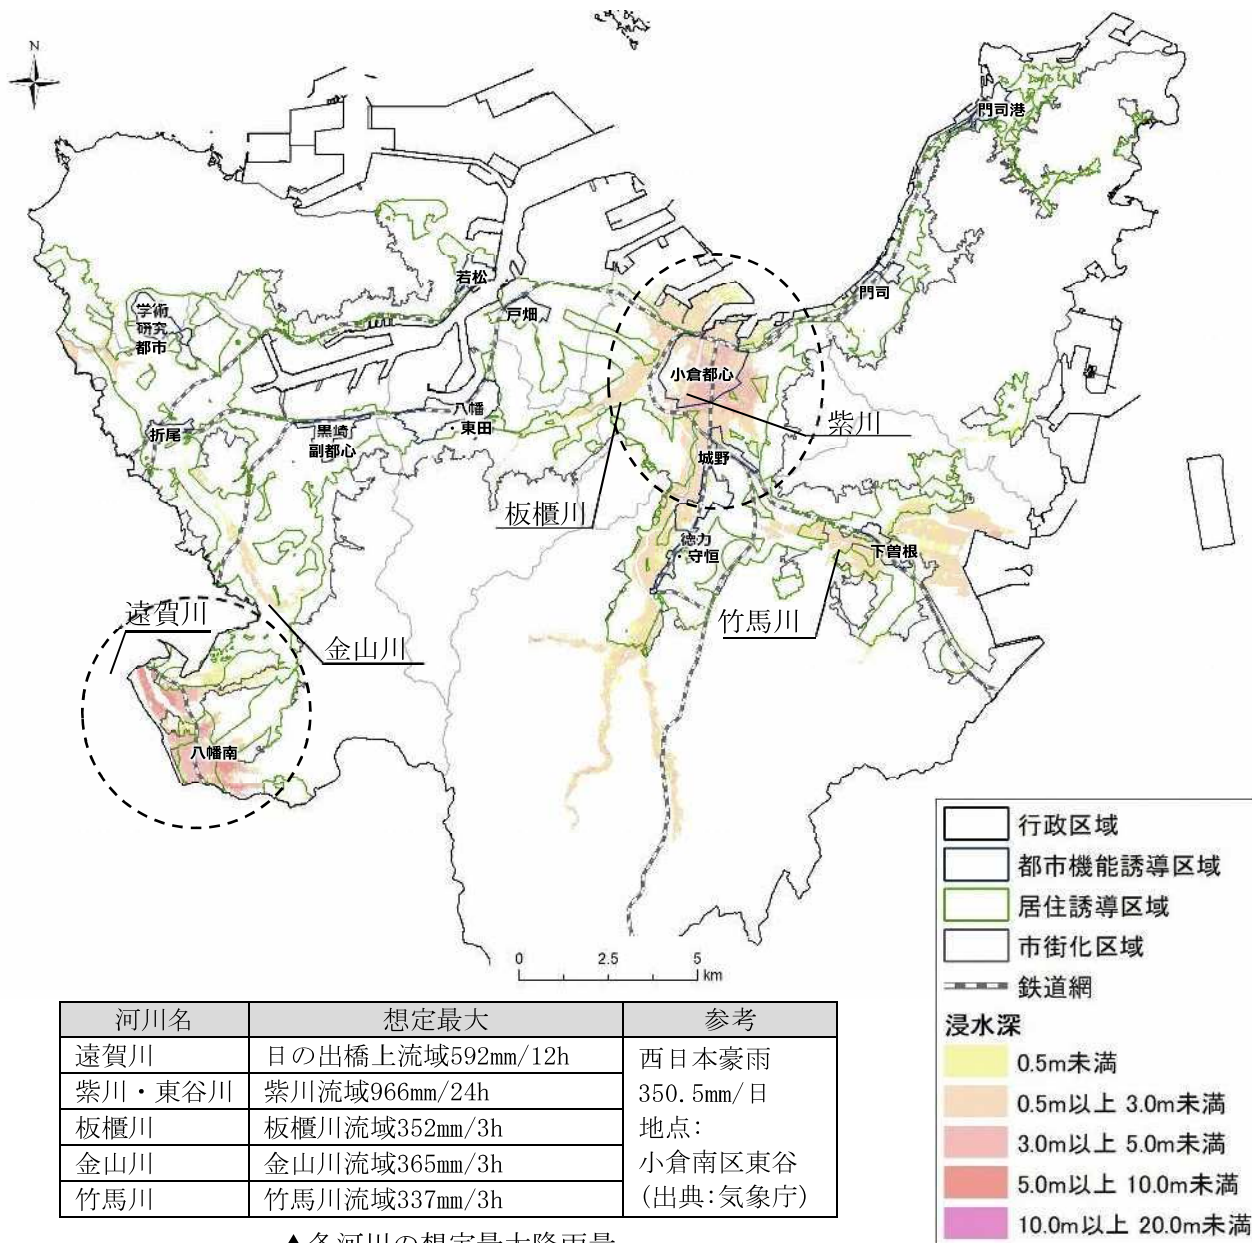 N
門司港
若松
門司
学術
研究
都市
戸畑
小倉都心
紫川
八幡
・東田
折尾
黒崎
副都心
城野
板櫃川
徳力
・守恒
下曽根
遠賀川
竹馬川
金山川
八幡南
0 2.5 5
km
行政区域
都市機能誘導区域
居住誘導区域
市街化区域
鉄道網
浸水深
0.5m未満
0.5m以上 3.0m未満
3.0m以上 5.0m未満
5.0m以上 10.0m未満
10.0m以上 20.0m未満
河川名 想定最大 参考
遠賀川 日の出橋上流域592㎜/12h 西日本豪雨
紫川・東谷川 紫川流域966㎜/24h 350.5㎜/日
板櫃川 板櫃川流域352㎜/3h 地点：
金山川 金山川流域365㎜/3h 小倉南区東谷
竹馬川 竹馬川流域337㎜/3h (出典：気象庁)
▲各河川の想定最大降雨量